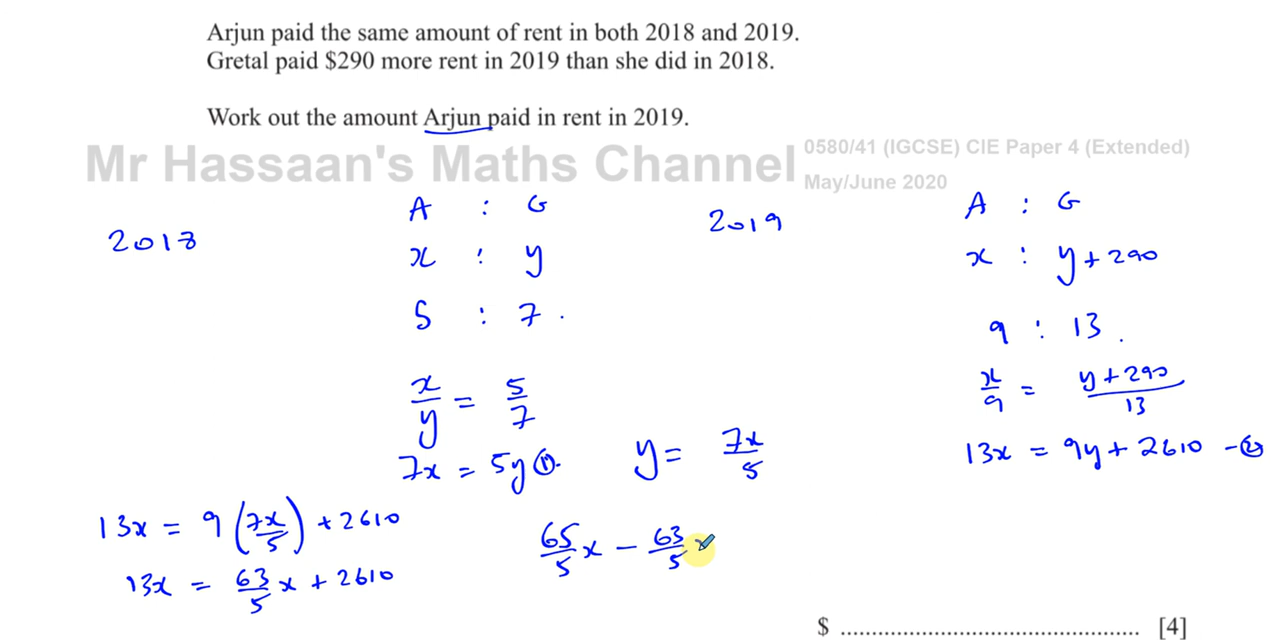 Arjun paid the same amount of rent in both 2018 and 2019.
Gretal paid $290 more rent in 2019 than she did in 2018.
Work out the amount Arjun paid in rent in 2019.
Mr Hassaan's Maths Channel
0580/41 (IGCSE) CIE Paper 4 (Extended)
May/June 2020
2018
A : G
x : y
5 : 7 .
x/y = 5/7
7x = 5y ①.
y = 7x/5
2019
A : G
x : y + 290
9 : 13 .
x/9 = (y + 290)/13
13x = 9y + 2610 – ②
13x = 9 (7x/5) + 2610
13x = 63/5 x + 2610
65/5 x – 63/5 x
$ ................................................ [4]